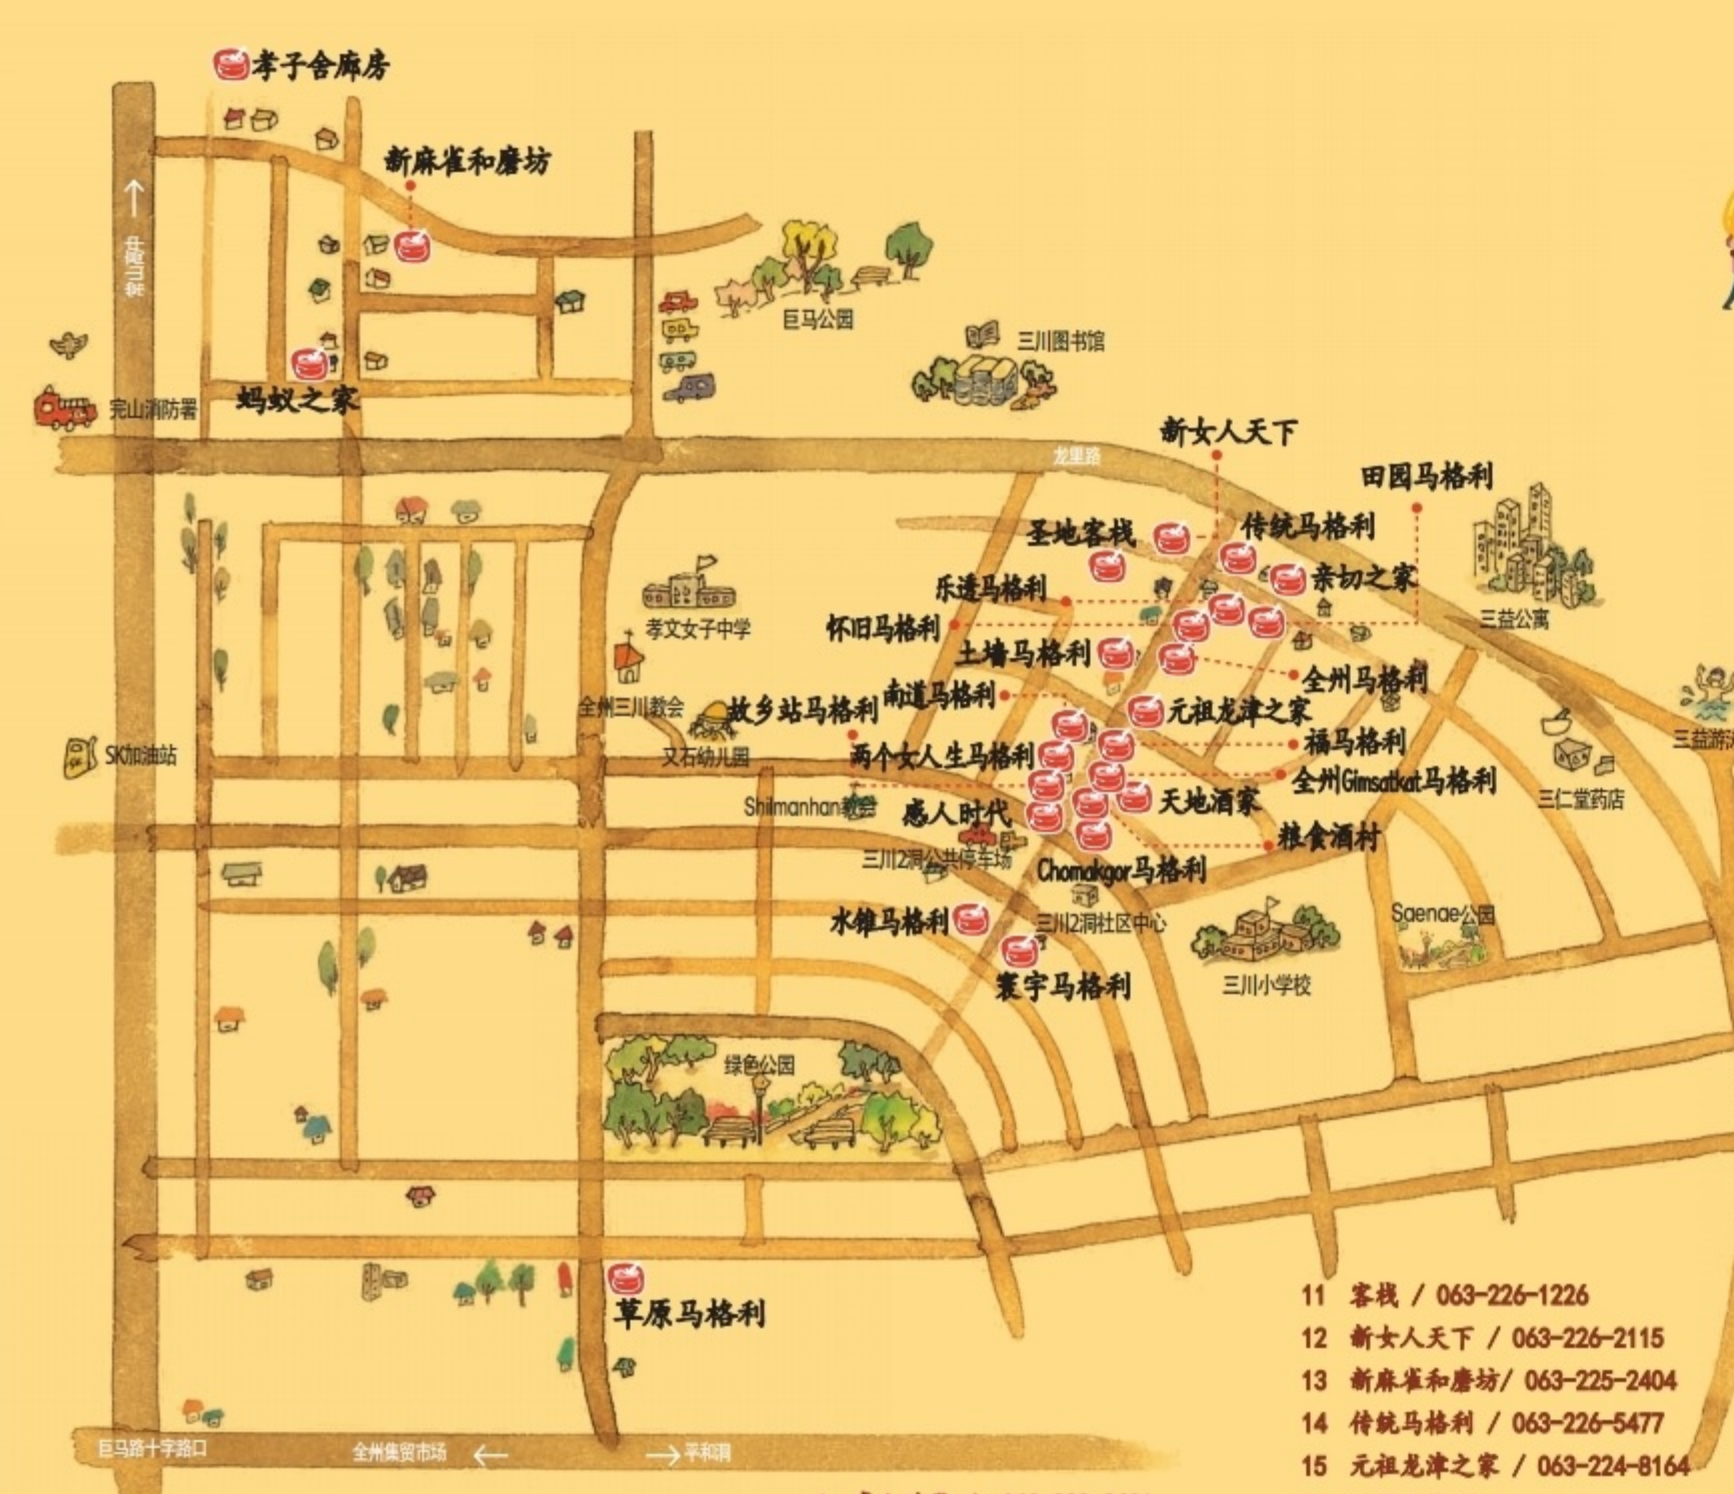 孝子舍廊房
新麻雀和磨坊
巨马公园
三川图书馆
蚂蚁之家
完山消防署
新女人天下
龙里路
田园马格利
圣地客栈
传统马格利
亲切之家
乐透马格利
孝文女子中学
怀旧马格利
三益公寓
土墙马格利
全州马格利
南道马格利
全州三川教会
故乡站马格利
元祖龙津之家
SK加油站
又石幼儿园
两个女人生马格利
福马格利
三益游泳
全州Gimsatkat马格利
Shilmanhan教会
感人时代
天地酒家
三仁堂药店
粮食酒村
三川2洞公共停车场
Chomakgor马格利
水锥马格利
三川2洞社区中心
Saenae公园
寰宇马格利
三川小学校
绿色公园
草原马格利
11 客栈 / 063-226-1226
12 新女人天下 / 063-226-2115
13 新麻雀和磨坊/ 063-225-2404
14 传统马格利 / 063-226-5477
15 元祖龙津之家 / 063-224-8164
巨马路十字路口
全州集贸市场 ←
→ 平和洞